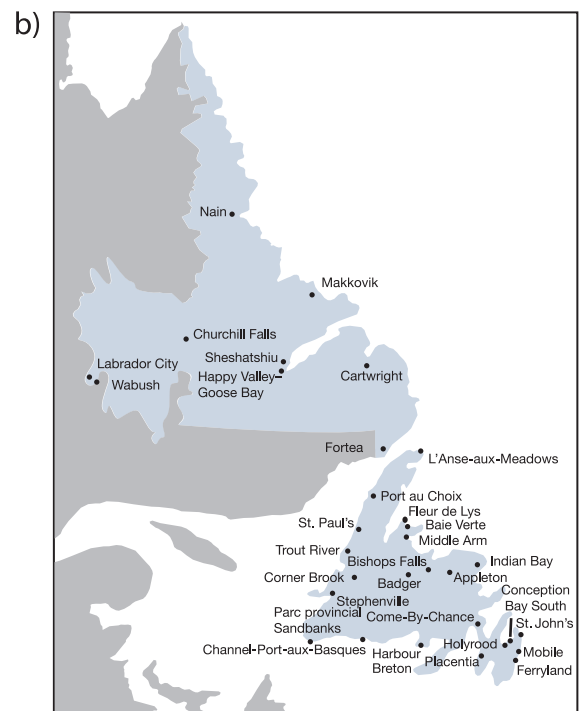 b)
Nain
Makkovik
Churchill Falls
Sheshatshiu
Labrador City
Happy Valley–
Goose Bay
Wabush
Cartwright
Fortea
L'Anse-aux-Meadows
Port au Choix
Fleur de Lys
St. Paul's
Baie Verte
Middle Arm
Trout River
Bishops Falls
Indian Bay
Corner Brook
Badger
Appleton
Conception
Bay South
Stephenville
Parc provincial
Sandbanks
Come-By-Chance
St. John's
Channel-Port-aux-Basques
Harbour
Breton
Holyrood
Placentia
Mobile
Ferryland